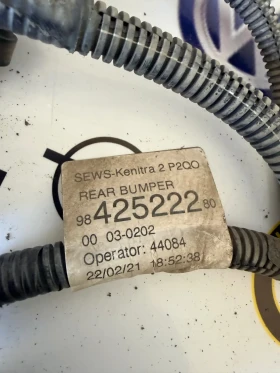 SEWS-Kenitra 2 P2QO
REAR BUMPER
98 425222 80
00 03-0202
Operator: 44084
22/02/21 18:52:38